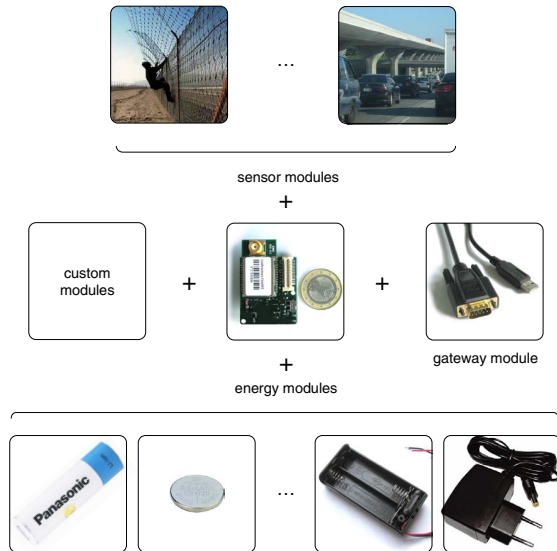 ...
sensor modules
+
custom
modules
+
+
gateway module
+
energy modules
Panasonic
...